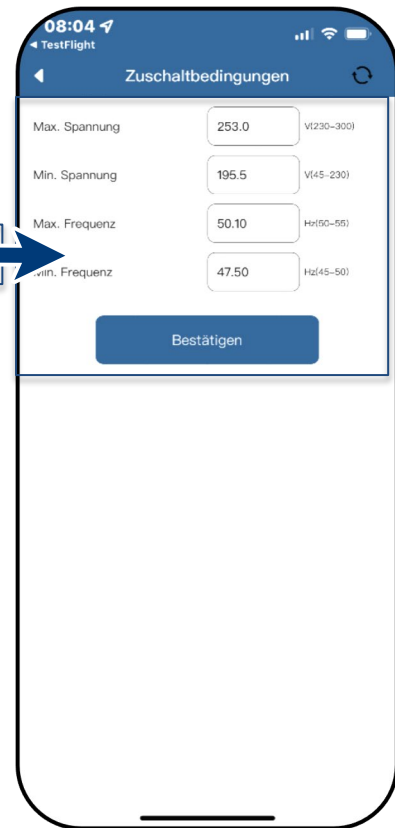 08:04
◄ TestFlight
Zuschaltbedingungen
Max. Spannung 253.0 V(230-300)
Min. Spannung 195.5 V(45-230)
Max. Frequenz 50.10 Hz(50-55)
Min. Frequenz 47.50 Hz(45-50)
Bestätigen